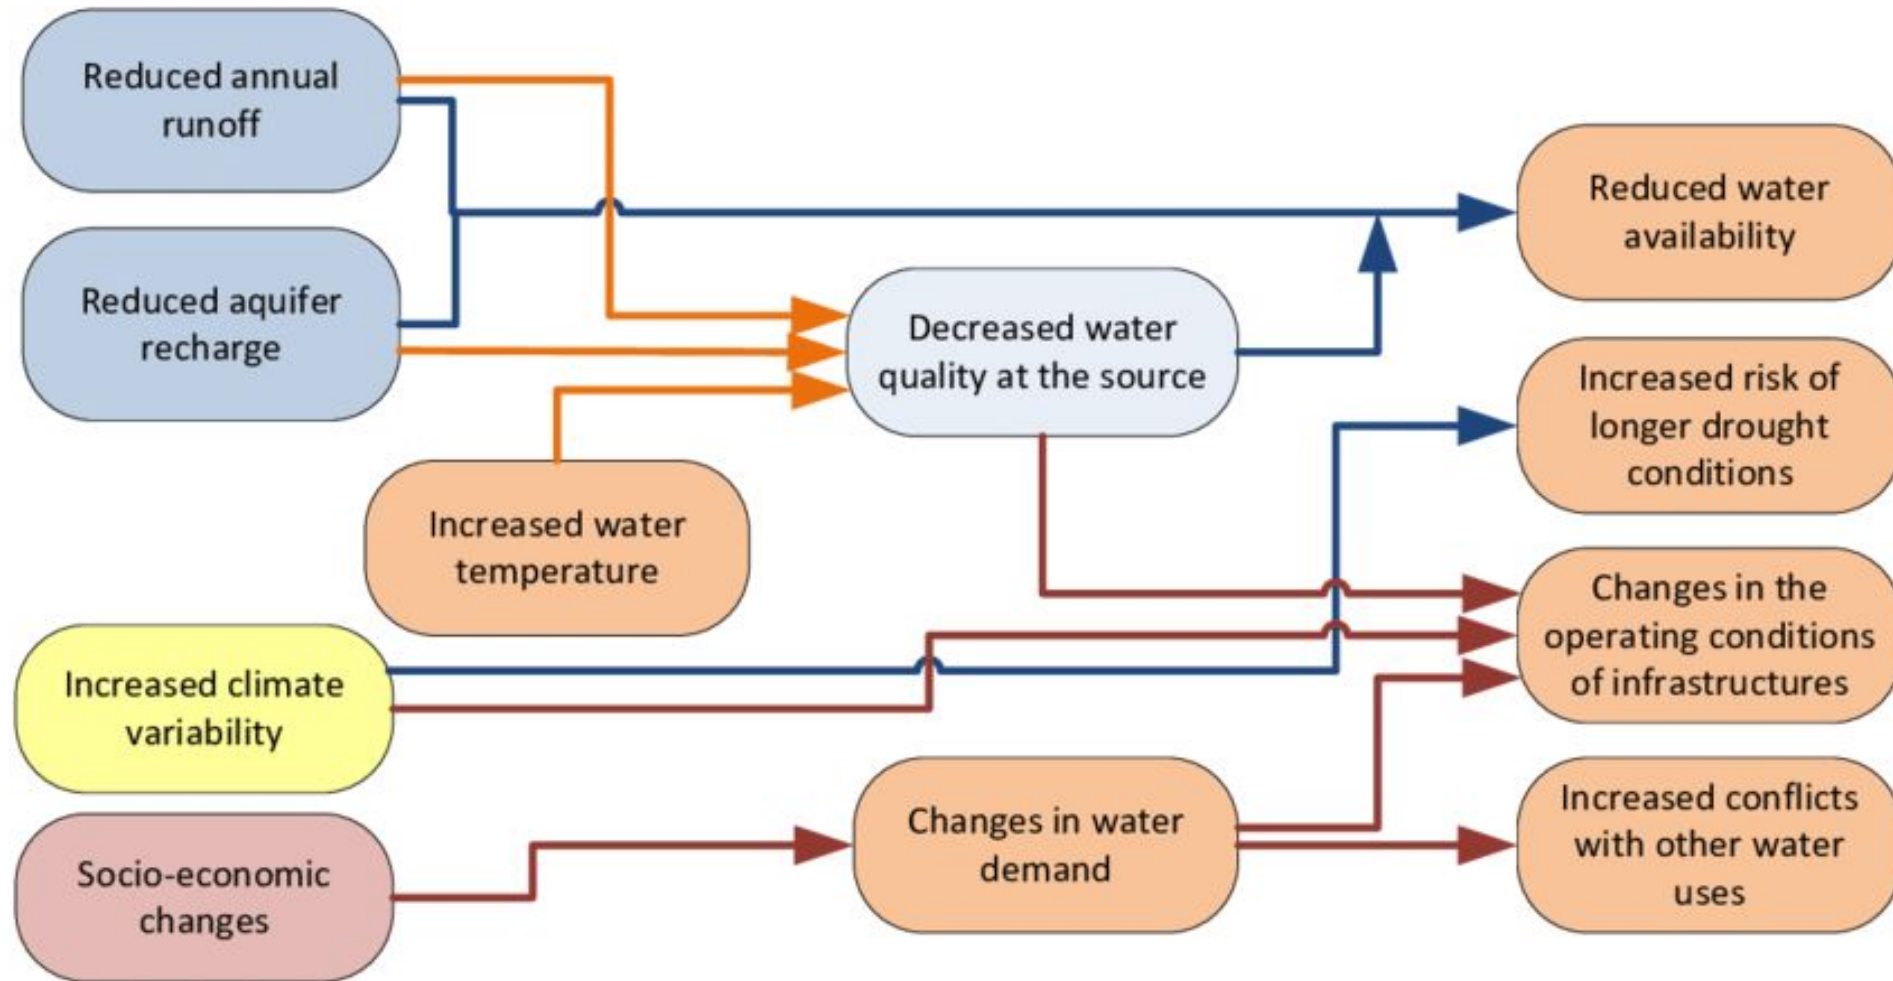 Reduced annual
runoff
Reduced aquifer
recharge
Increased water
temperature
Increased climate
variability
Socio-economic
changes
Decreased water
quality at the source
Changes in water
demand
Reduced water
availability
Increased risk of
longer drought
conditions
Changes in the
operating conditions
of infrastructures
Increased conflicts
with other water
uses